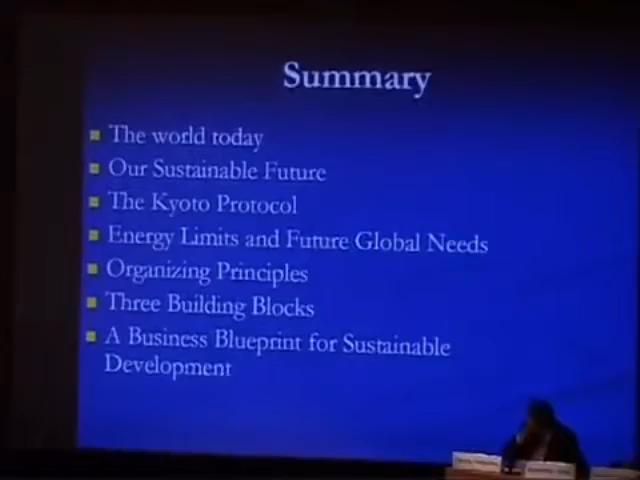 Summary
The world today
Our Sustainable Future
The Kyoto Protocol
Energy Limits and Future Global Needs
Organizing Principles
Three Building Blocks
A Business Blueprint for Sustainable
Development